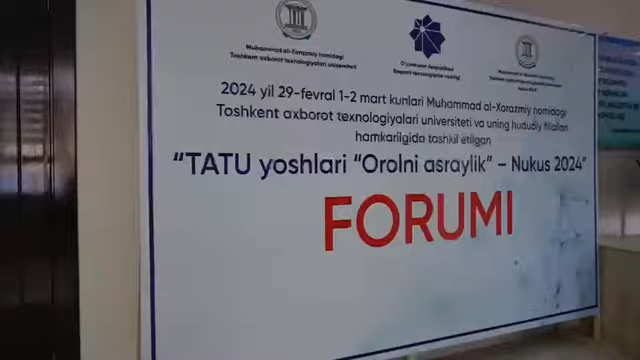 Muhammad al-Xorazmiy nomidagi
Toshkent axborot texnologiyalari universiteti
2024 yil 29-fevral 1-2 mart kunlari Muhammad al-Xorazmiy nomidagi
Toshkent axborot texnologiyalari universiteti va uning hududiy filiallari
hamkorligida tashkil etilgan
“TATU yoshlari “Orolni asraylik” – Nukus 2024”
FORUMI